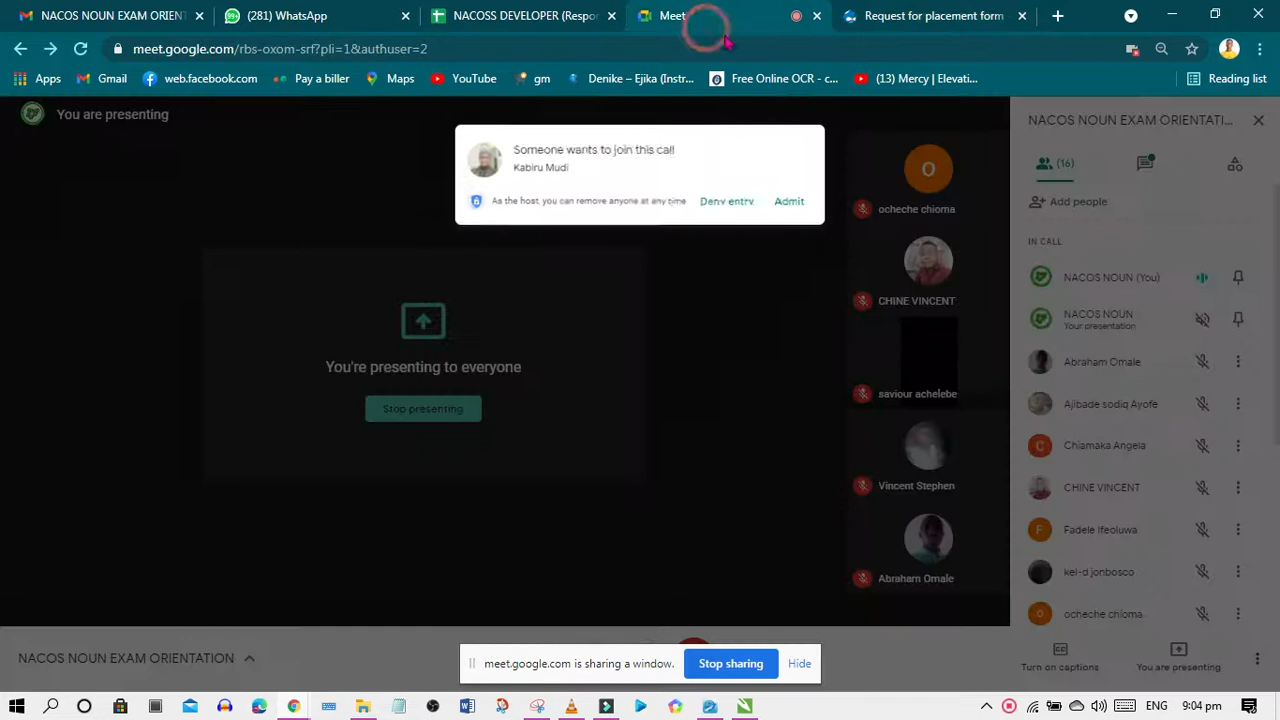 NACOS NOUN EXAM ORIENT
(281) WhatsApp
NACOSS DEVELOPER (Respor
Meet
Request for placement form
meet.google.com/rbs-oxom-srf?pli=1&authuser=2
Apps
Gmail
web.facebook.com
Pay a biller
Maps
YouTube
gm
Denike – Ejika (Instr...
Free Online OCR - c...
(13) Mercy | Elevati...
Reading list
You are presenting
Someone wants to join this call
Kabiru Mudi
As the host, you can remove anyone at any time
Deny entry
Admit
You're presenting to everyone
Stop presenting
O
ocheche chioma
CHINE VINCENT
saviour achelebe
Vincent Stephen
Abraham Omale
NACOS NOUN EXAM ORIENTATI...
(16)
Add people
IN CALL
NACOS NOUN (You)
NACOS NOUN
Your presentation
Abraham Omale
Ajibade sodiq Ayofe
C
Chiamaka Angela
CHINE VINCENT
F
Fadele Ifeoluwa
kel-d jonbosco
O
ocheche chioma
NACOS NOUN EXAM ORIENTATION
meet.google.com is sharing a window.
Stop sharing
Hide
Turn on captions
You are presenting
ENG
9:04 pm